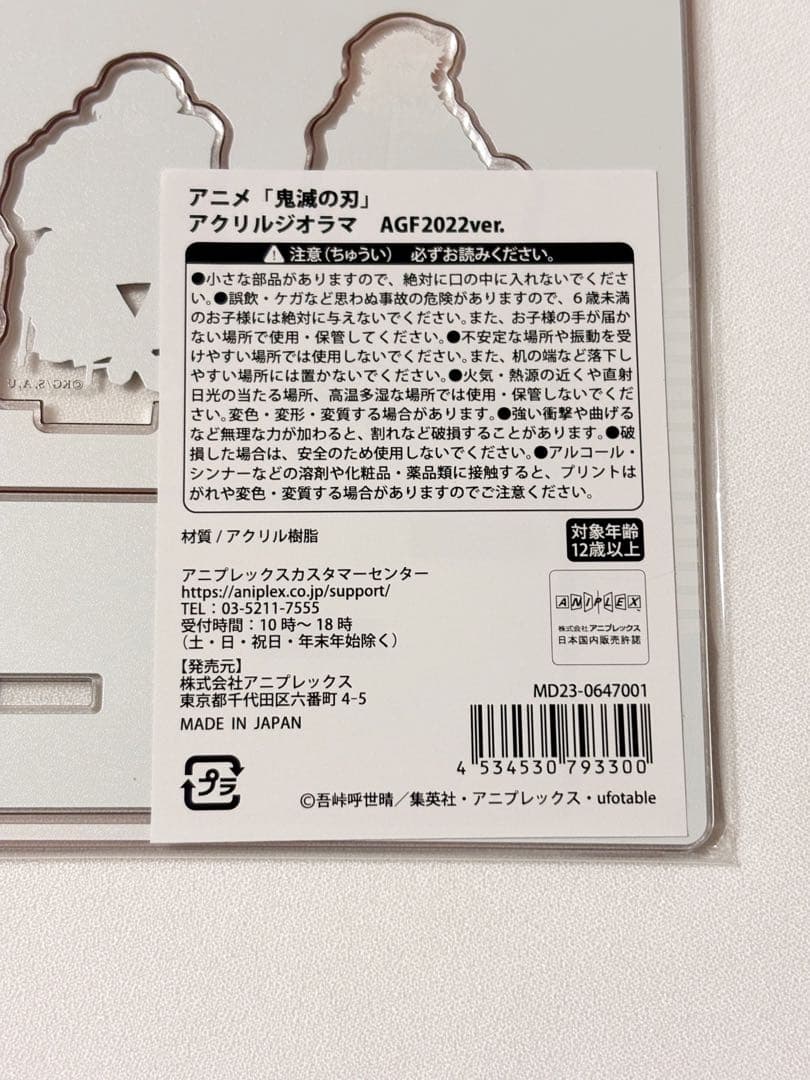 アニメ「鬼滅の刃」
アクリルジオラマ　AGF2022ver.
注意（ちゅうい）　必ずお読みください。
●小さな部品がありますので、絶対に口の中に入れないでくださ
い。●誤飲・ケガなど思わぬ事故の危険がありますので、６歳未満
のお子様には絶対に与えないでください。また、お子様の手が届か
ない場所で使用・保管してください。●不安定な場所や振動を受
けやすい場所では使用しないでください。また、机の端など落下し
やすい場所には置かないでください。●火気・熱源の近くや直射
日光の当たる場所、高温多湿な場所では使用・保管しないでくだ
さい。変色・変形・変質する場合があります。●強い衝撃や曲げる
など無理な力が加わると、割れなど破損することがあります。●破
損した場合は、安全のため使用しないでください。●アルコール・
シンナーなどの溶剤や化粧品・薬品類に接触すると、プリントは
がれや変色・変質する場合がありますのでご注意ください。
材質 / アクリル樹脂
対象年齢
12歳以上
アニプレックスカスタマーセンター
https://aniplex.co.jp/support/
TEL：03-5211-7555
受付時間：10 時～ 18 時
（土・日・祝日・年末年始除く）
【発売元】
株式会社アニプレックス
東京都千代田区六番町 4-5
MADE IN JAPAN
ANIPLEX
株式会社アニプレックス
日本国内販売許諾
MD23-0647001
4 534530 793300
プラ
©吾峠呼世晴／集英社・アニプレックス・ufotable
©KG/S,A,U